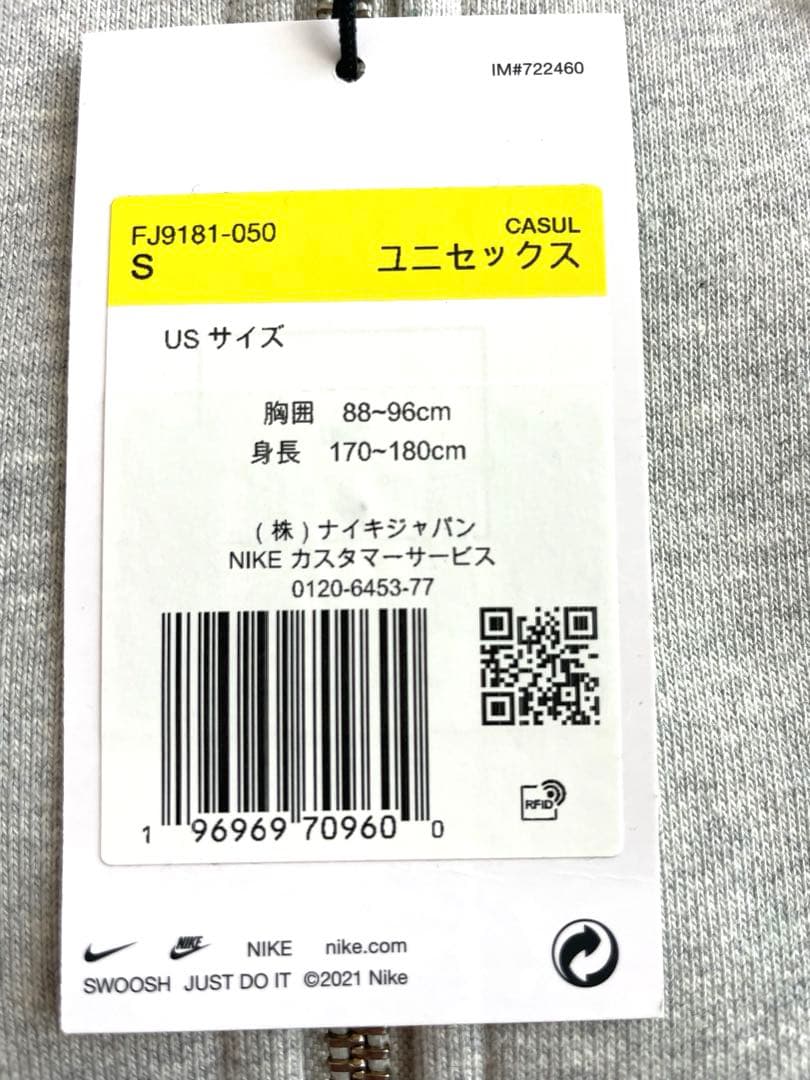 IM#722460
FJ9181-050
CASUL
S
ユニセックス
US サイズ
胸囲 88~96cm
身長 170~180cm
(株)ナイキジャパン
NIKE カスタマーサービス
0120-6453-77
RFID
1 96969 70960 0
NIKE NIKE nike.com
SWOOSH JUST DO IT ©2021 Nike